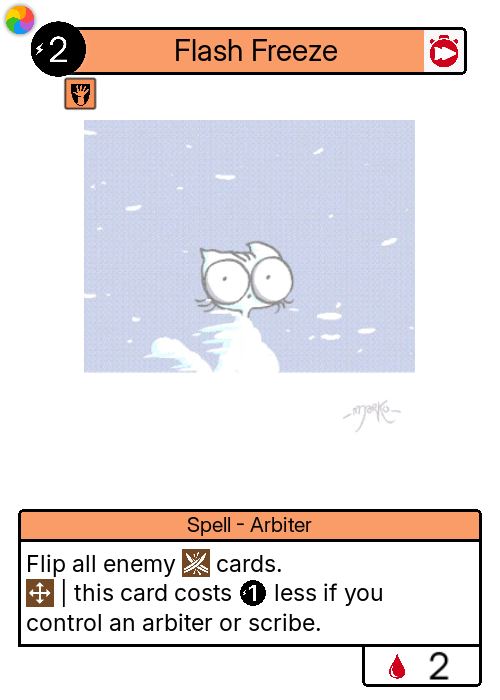 2
Flash Freeze
-marko-
Spell - Arbiter
Flip all enemy cards.
| this card costs 1 less if you
control an arbiter or scribe.
2